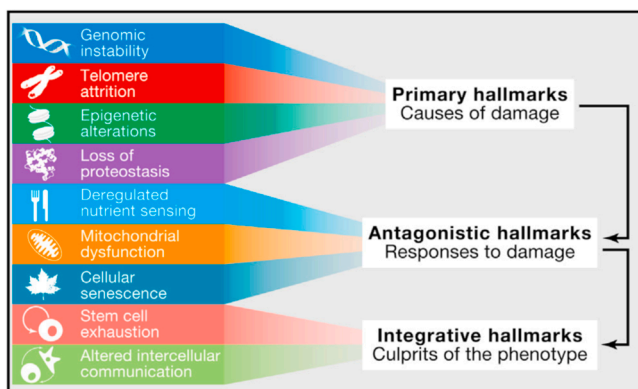 Genomic
instability
Telomere
attrition
Epigenetic
alterations
Loss of
proteostasis
Deregulated
nutrient sensing
Mitochondrial
dysfunction
Cellular
senescence
Stem cell
exhaustion
Altered intercellular
communication
Primary hallmarks
Causes of damage
Antagonistic hallmarks
Responses to damage
Integrative hallmarks
Culprits of the phenotype